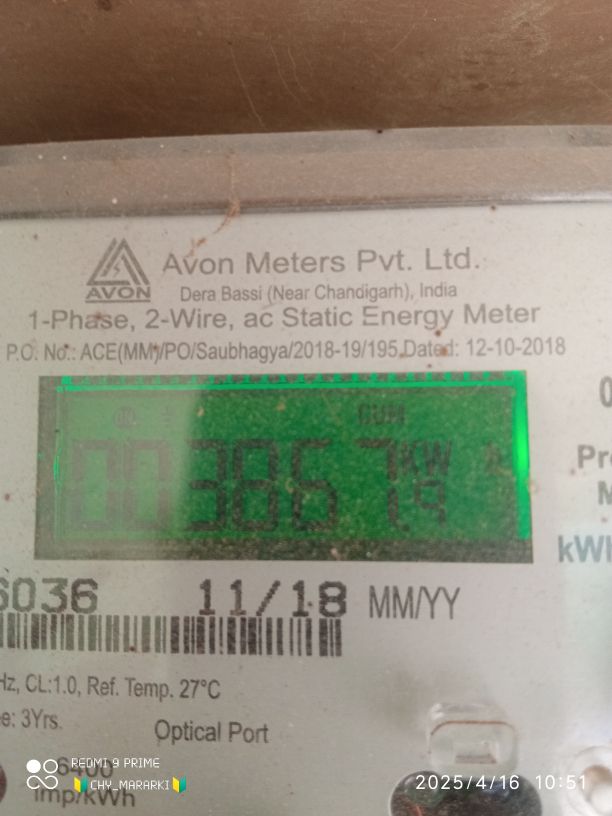 AVON
Avon Meters Pvt. Ltd.
Dera Bassi (Near Chandigarh), India
1-Phase, 2-Wire, ac Static Energy Meter
P.O. No.: ACE(MM)/PO/Saubhagya/2018-19/195,Dated: 12-10-2018
CUM
003867.9 KW
6036 11/18 MM/YY
kWh
Hz, CL:1.0, Ref. Temp. 27°C
3Yrs.
Optical Port
6400
imp/kWh
REDMI 9 PRIME
CHY_MARARKI
2025/4/16 10:51